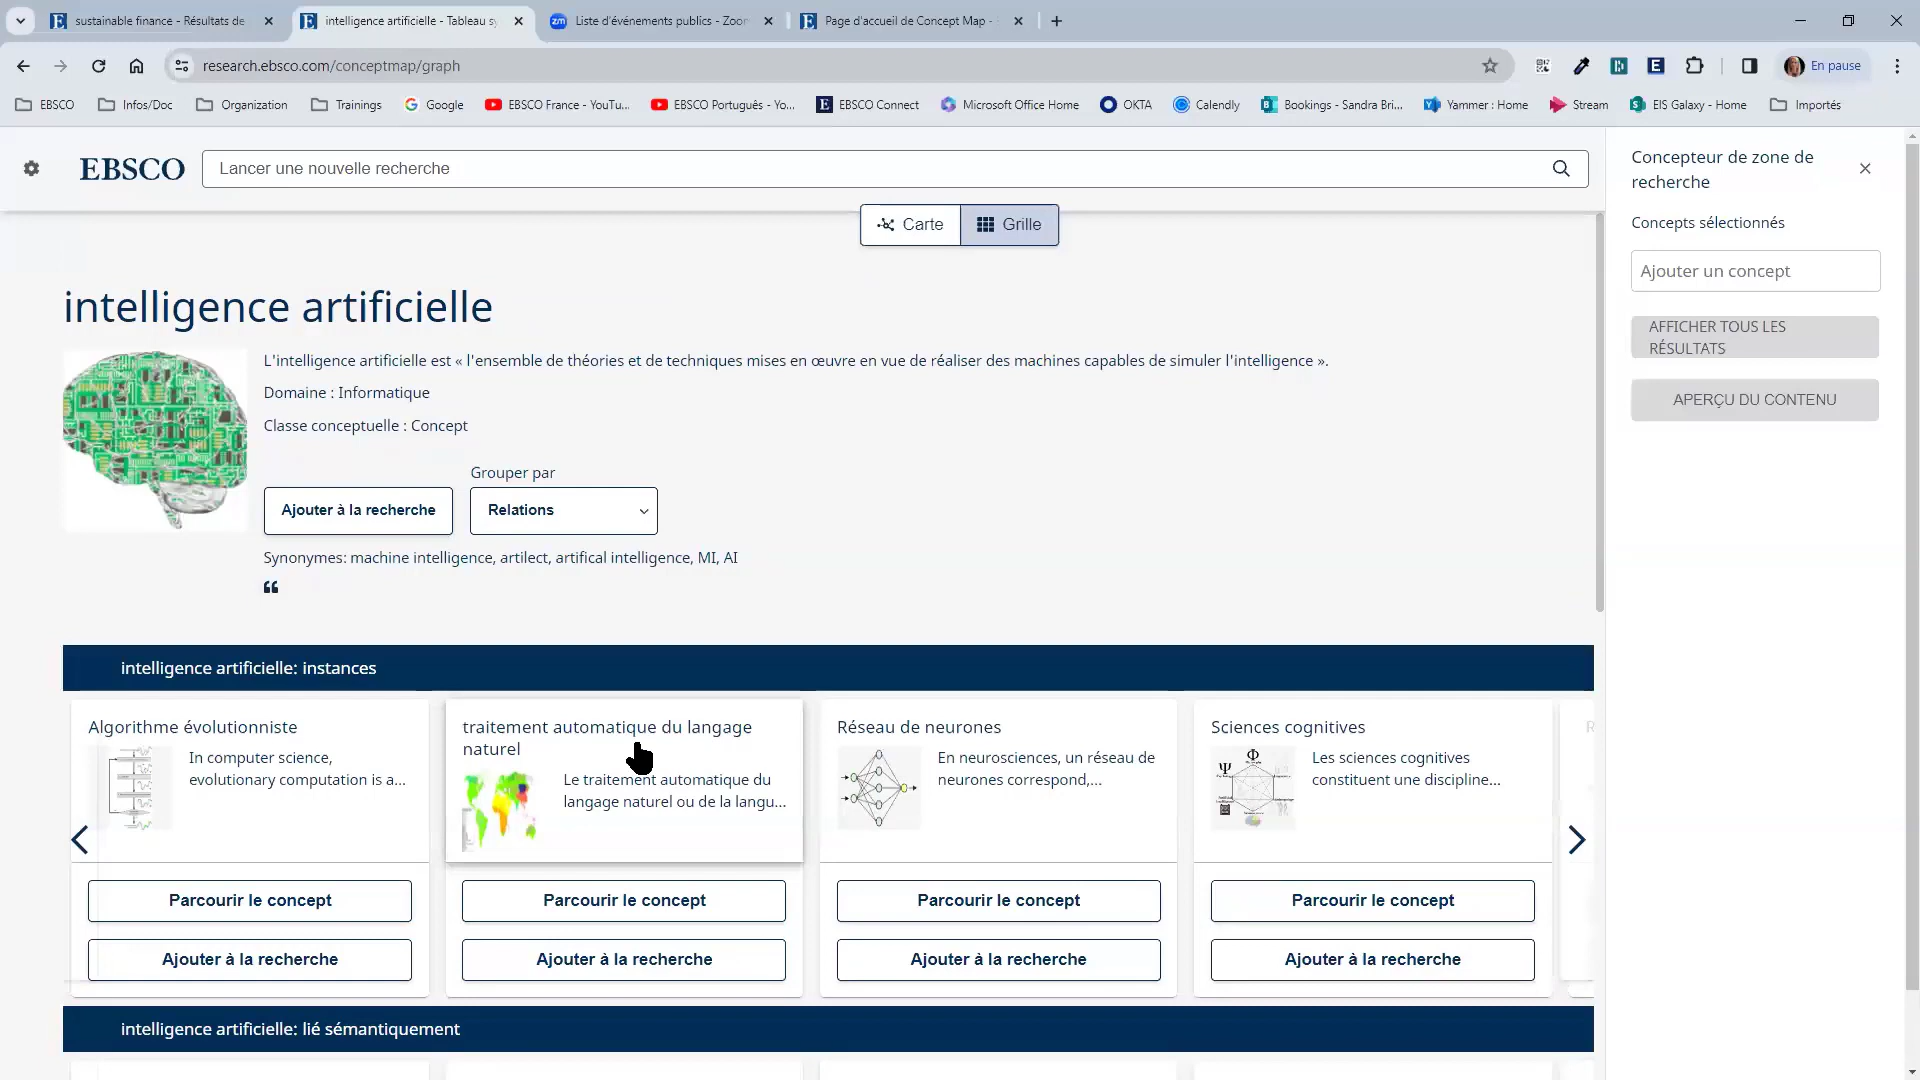 sustainable finance - Résultats de
intelligence artificielle - Tableau sy
Liste d'événements publics - Zoor
Page d'accueil de Concept Map -
research.ebsco.com/conceptmap/graph
En pause
EBSCO
Infos/Doc
Organization
Trainings
Google
EBSCO France - YouTu...
EBSCO Português - Yo...
EBSCO Connect
Microsoft Office Home
OKTA
Calendly
Bookings - Sandra Bri...
Yammer : Home
Stream
EIS Galaxy - Home
Importés
EBSCO
Lancer une nouvelle recherche
Carte
Grille
Concepteur de zone de
recherche
Concepts sélectionnés
Ajouter un concept
AFFICHER TOUS LES
RÉSULTATS
APERÇU DU CONTENU
intelligence artificielle
L'intelligence artificielle est « l'ensemble de théories et de techniques mises en œuvre en vue de réaliser des machines capables de simuler l'intelligence ».
Domaine : Informatique
Classe conceptuelle : Concept
Grouper par
Ajouter à la recherche
Relations
Synonymes: machine intelligence, artilect, artifical intelligence, MI, AI
intelligence artificielle: instances
Algorithme évolutionniste
In computer science,
evolutionary computation is a...
Parcourir le concept
Ajouter à la recherche
traitement automatique du langage
naturel
Le traitement automatique du
langage naturel ou de la langu...
Parcourir le concept
Ajouter à la recherche
Réseau de neurones
En neurosciences, un réseau de
neurones correspond,...
Parcourir le concept
Ajouter à la recherche
Sciences cognitives
Les sciences cognitives
constituent une discipline...
Parcourir le concept
Ajouter à la recherche
intelligence artificielle: lié sémantiquement